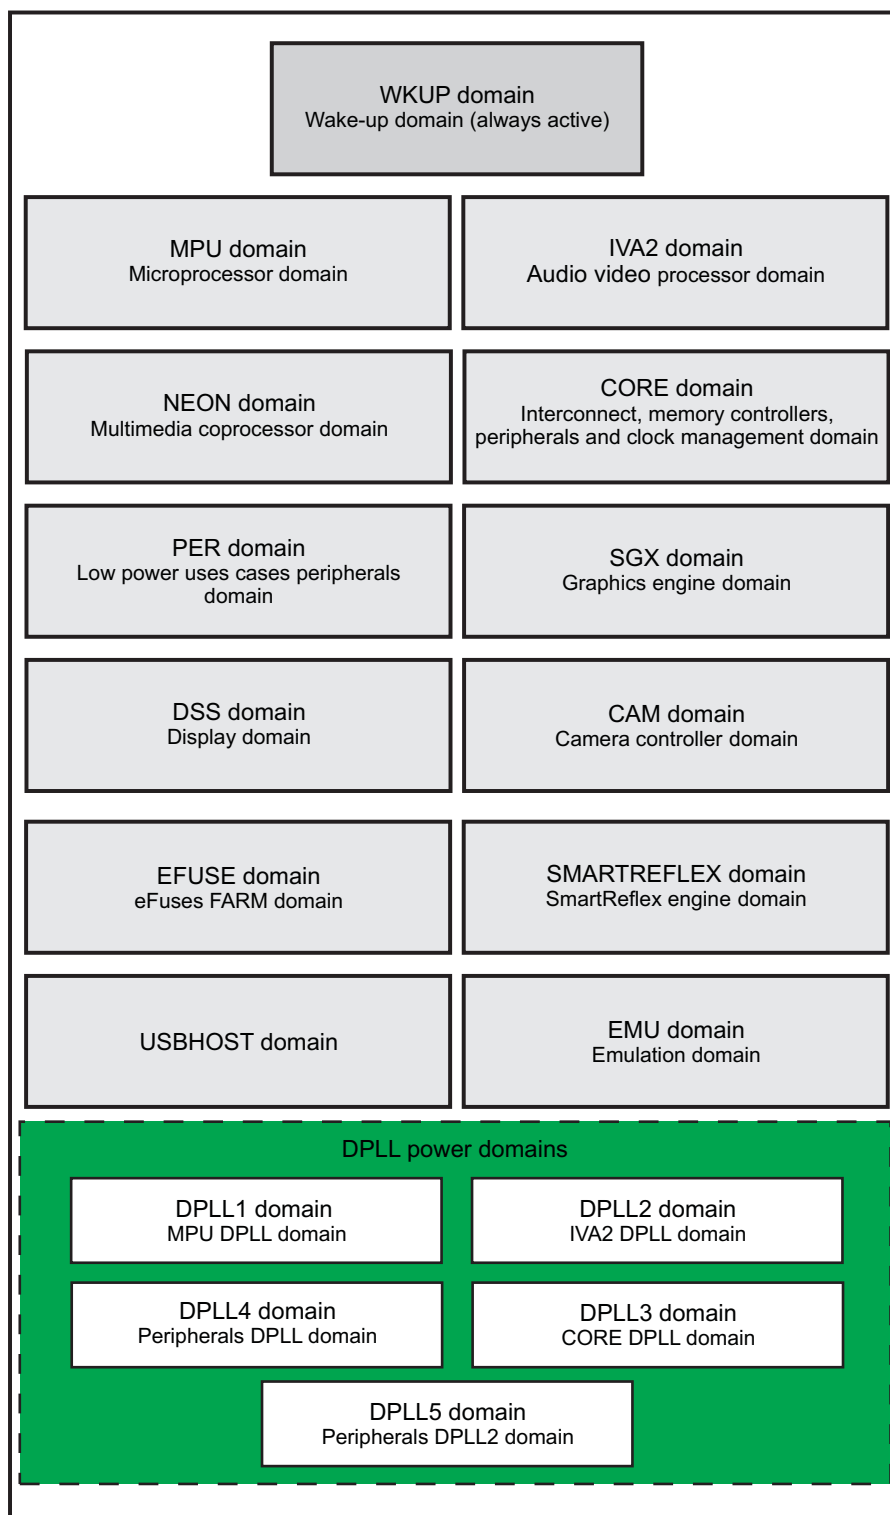 WKUP domain
Wake-up domain (always active)
MPU domain
Microprocessor domain
IVA2 domain
Audio video processor domain
NEON domain
Multimedia coprocessor domain
CORE domain
Interconnect, memory controllers,
peripherals and clock management domain
PER domain
Low power uses cases peripherals
domain
SGX domain
Graphics engine domain
DSS domain
Display domain
CAM domain
Camera controller domain
EFUSE domain
eFuses FARM domain
SMARTREFLEX domain
SmartReflex engine domain
USBHOST domain
EMU domain
Emulation domain
DPLL power domains
DPLL1 domain
MPU DPLL domain
DPLL2 domain
IVA2 DPLL domain
DPLL4 domain
Peripherals DPLL domain
DPLL3 domain
CORE DPLL domain
DPLL5 domain
Peripherals DPLL2 domain